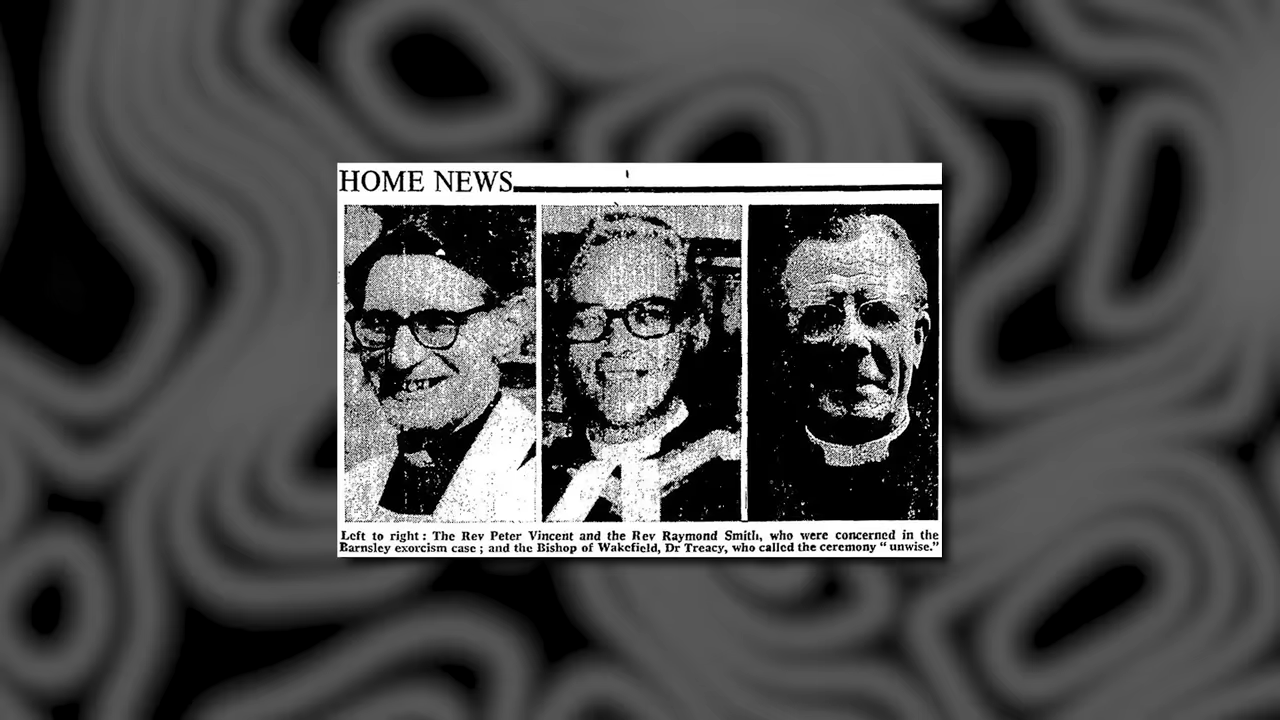 HOME NEWS
Left to right : The Rev Peter Vincent and the Rev Raymond Smith, who were concerned in the
Barnsley exorcism case ; and the Bishop of Wakefield, Dr Treacy, who called the ceremony “ unwise.”